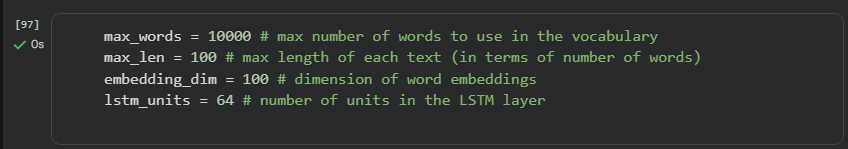 [97]
0s
max_words = 10000 # max number of words to use in the vocabulary
max_len = 100 # max length of each text (in terms of number of words)
embedding_dim = 100 # dimension of word embeddings
lstm_units = 64 # number of units in the LSTM layer